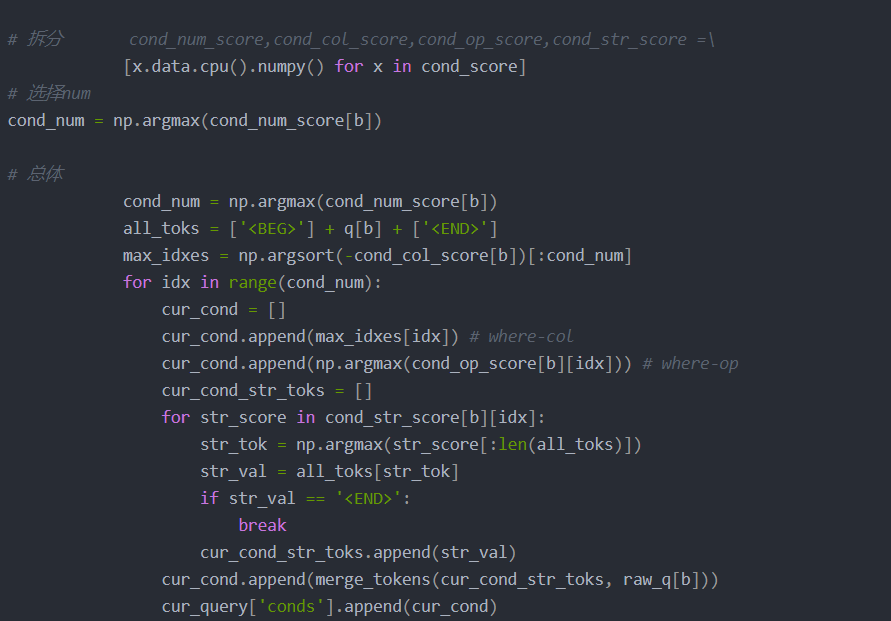 # 拆分      cond_num_score,cond_col_score,cond_op_score,cond_str_score =\
            [x.data.cpu().numpy() for x in cond_score]
# 选择num
cond_num = np.argmax(cond_num_score[b])
# 总体
            cond_num = np.argmax(cond_num_score[b])
            all_toks = ['<BEG>'] + q[b] + ['<END>']
            max_idxes = np.argsort(-cond_col_score[b])[:cond_num]
            for idx in range(cond_num):
                cur_cond = []
                cur_cond.append(max_idxes[idx]) # where-col
                cur_cond.append(np.argmax(cond_op_score[b][idx])) # where-op
                cur_cond_str_toks = []
                for str_score in cond_str_score[b][idx]:
                    str_tok = np.argmax(str_score[:len(all_toks)])
                    str_val = all_toks[str_tok]
                    if str_val == '<END>':
                        break
                    cur_cond_str_toks.append(str_val)
                cur_cond.append(merge_tokens(cur_cond_str_toks, raw_q[b]))
                cur_query['conds'].append(cur_cond)